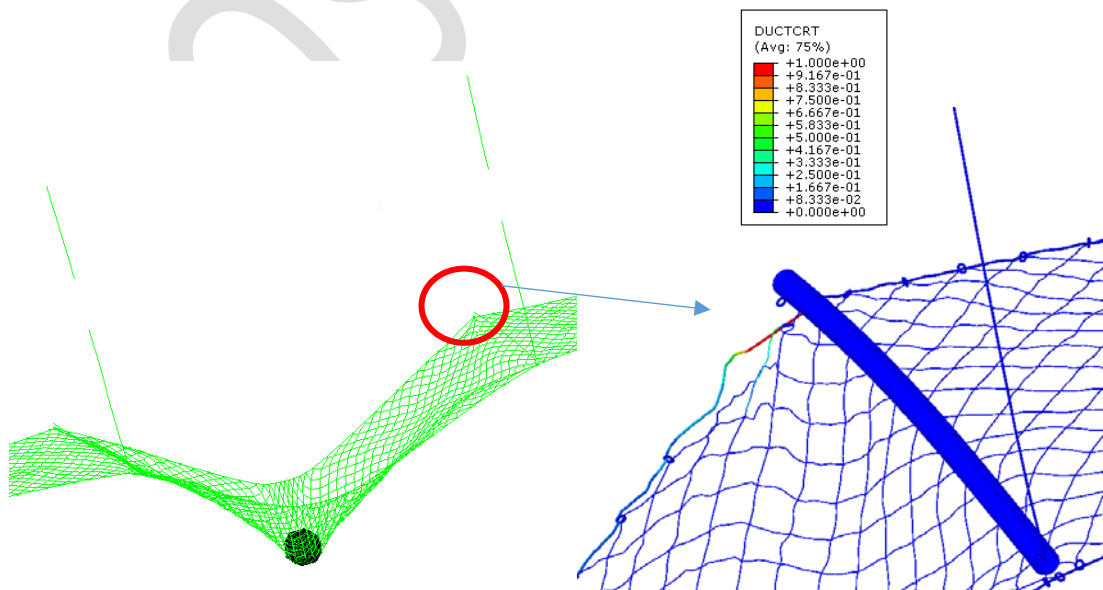 DUCTCRT
(Avg: 75%)
+1.000e+00
+9.167e-01
+8.333e-01
+7.500e-01
+6.667e-01
+5.833e-01
+5.000e-01
+4.167e-01
+3.333e-01
+2.500e-01
+1.667e-01
+8.333e-02
+0.000e+00